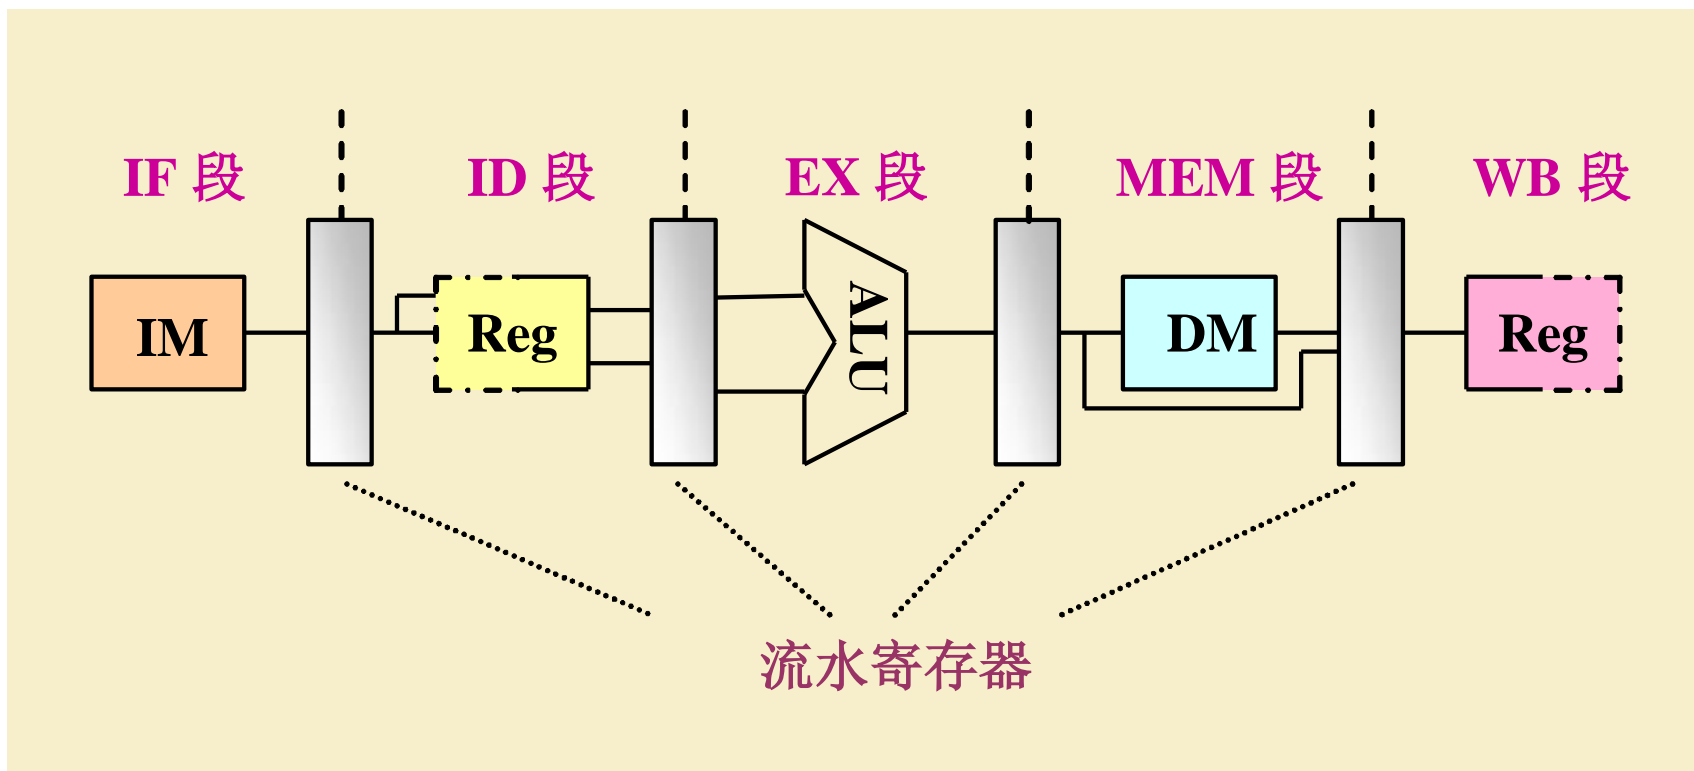 IF 段 ID 段 EX 段 MEM 段 WB 段
IM Reg ALU DM Reg
流水寄存器